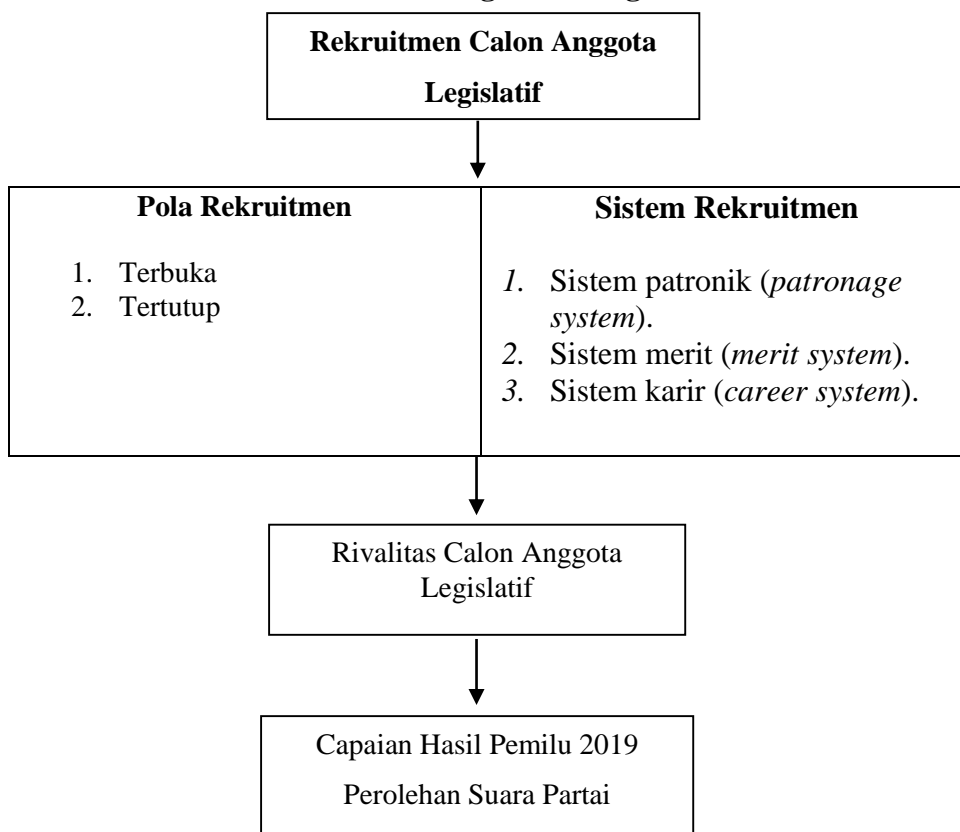 Rekruitmen Calon Anggota
Legislatif
Pola Rekruitmen
1. Terbuka
2. Tertutup
Sistem Rekruitmen
1. Sistem patronik (patronage
system).
2. Sistem merit (merit system).
3. Sistem karir (career system).
Rivalitas Calon Anggota
Legislatif
Capaian Hasil Pemilu 2019
Perolehan Suara Partai